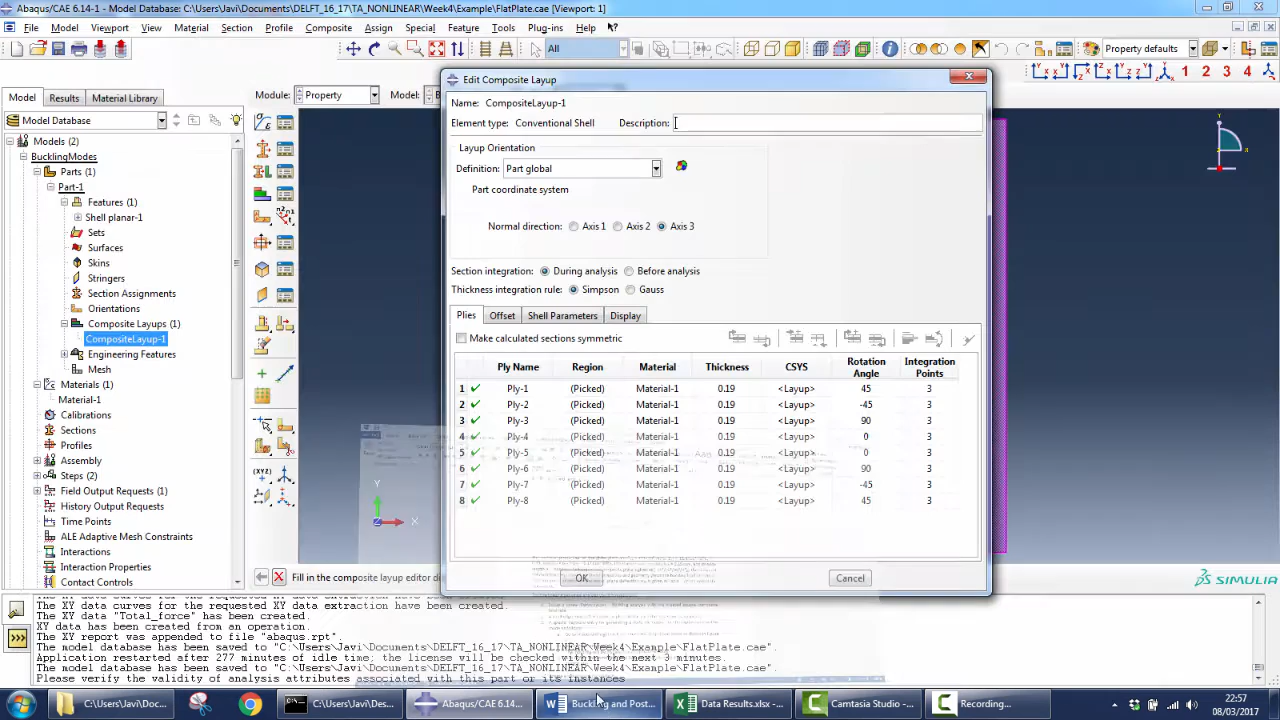 Abaqus/CAE 6.14-1 - Model Database: C:\Users\Javi\Documents\DELFT_16_17\TA_NONLINEAR\Week4\Example\FlatPlate.cae [Viewport: 1]
File Model Viewport View Material Section Profile Composite Assign Special Feature Tools Plug-ins Help
All
Property defaults
1 2 3 4
Model Results Material Library
Module: Property Model:
Model Database
Models (2)
BucklingModes
Parts (1)
Part-1
Features (1)
Shell planar-1
Sets
Surfaces
Skins
Stringers
Section Assignments
Orientations
Composite Layups (1)
CompositeLayup-1
Engineering Features
Mesh
Materials (1)
Material-1
Calibrations
Sections
Profiles
Assembly
Steps (2)
Field Output Requests (1)
History Output Requests
Time Points
ALE Adaptive Mesh Constraints
Interactions
Interaction Properties
Contact Controls
Edit Composite Layup
Name: CompositeLayup-1
Element type: Conventional Shell Description:
Layup Orientation
Definition: Part global
Part coordinate system
Normal direction: Axis 1 Axis 2 Axis 3
Section integration: During analysis Before analysis
Thickness integration rule: Simpson Gauss
Plies Offset Shell Parameters Display
Make calculated sections symmetric
Ply Name Region Material Thickness CSYS Rotation Angle Integration Points
1 Ply-1 (Picked) Material-1 0.19 <Layup> 45 3
2 Ply-2 (Picked) Material-1 0.19 <Layup> -45 3
3 Ply-3 (Picked) Material-1 0.19 <Layup> 90 3
4 Ply-4 (Picked) Material-1 0.19 <Layup> 0 3
5 Ply-5 (Picked) Material-1 0.19 <Layup> 0 3
6 Ply-6 (Picked) Material-1 0.19 <Layup> 90 3
7 Ply-7 (Picked) Material-1 0.19 <Layup> -45 3
8 Ply-8 (Picked) Material-1 0.19 <Layup> 45 3
OK Cancel
Y
X
Fill in the composite layup
SIMULIA
The XY data curves for the requested XY data extraction have been created.
The XY data "Total_force" has been created.
XY data has been created from an operation
The XY report was appended to file "abaqus.rpt".
The model database has been saved to "C:\Users\Javi\Documents\DELFT_16_17\TA_NONLINEAR\Week4\Example\FlatPlate.cae".
Application restarted after 277 minutes of idle time; the license will be checked within the next 3 minutes.
The model database has been saved to "C:\Users\Javi\Documents\DELFT_16_17\TA_NONLINEAR\Week4\Example\FlatPlate.cae".
Please verify the validity of analysis attributes associated with this part or its instances
C:\Users\Javi\Doc... C:\Users\Javi\Des... Abaqus/CAE 6.14... Buckling and Post... Data Results.xlsx -... Camtasia Studio -... Recording...
22:57
08/03/2017